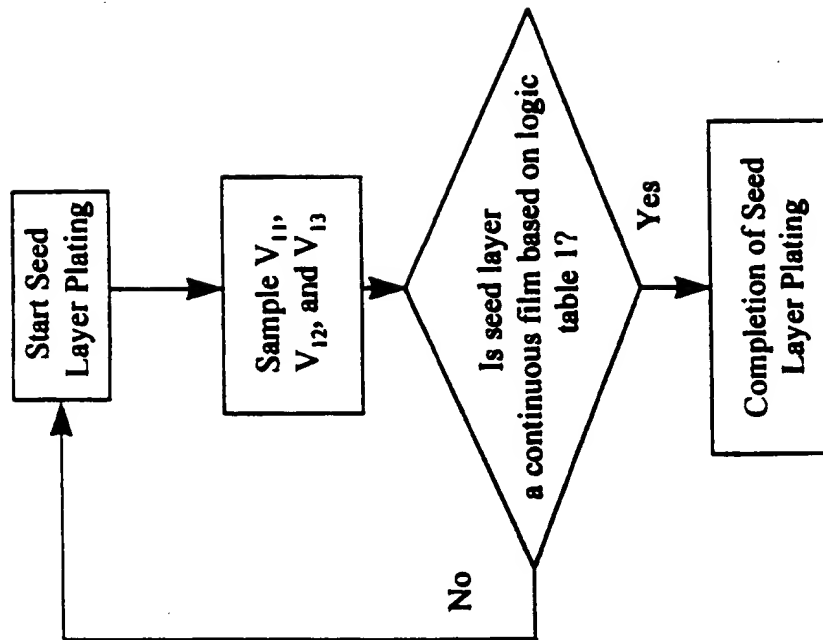 Start Seed
Layer Plating
Sample V₁₁,
V₁₂, and V₁₃
Is seed layer
a continuous film based on logic
table 1?
No
Yes
Completion of Seed
Layer Plating